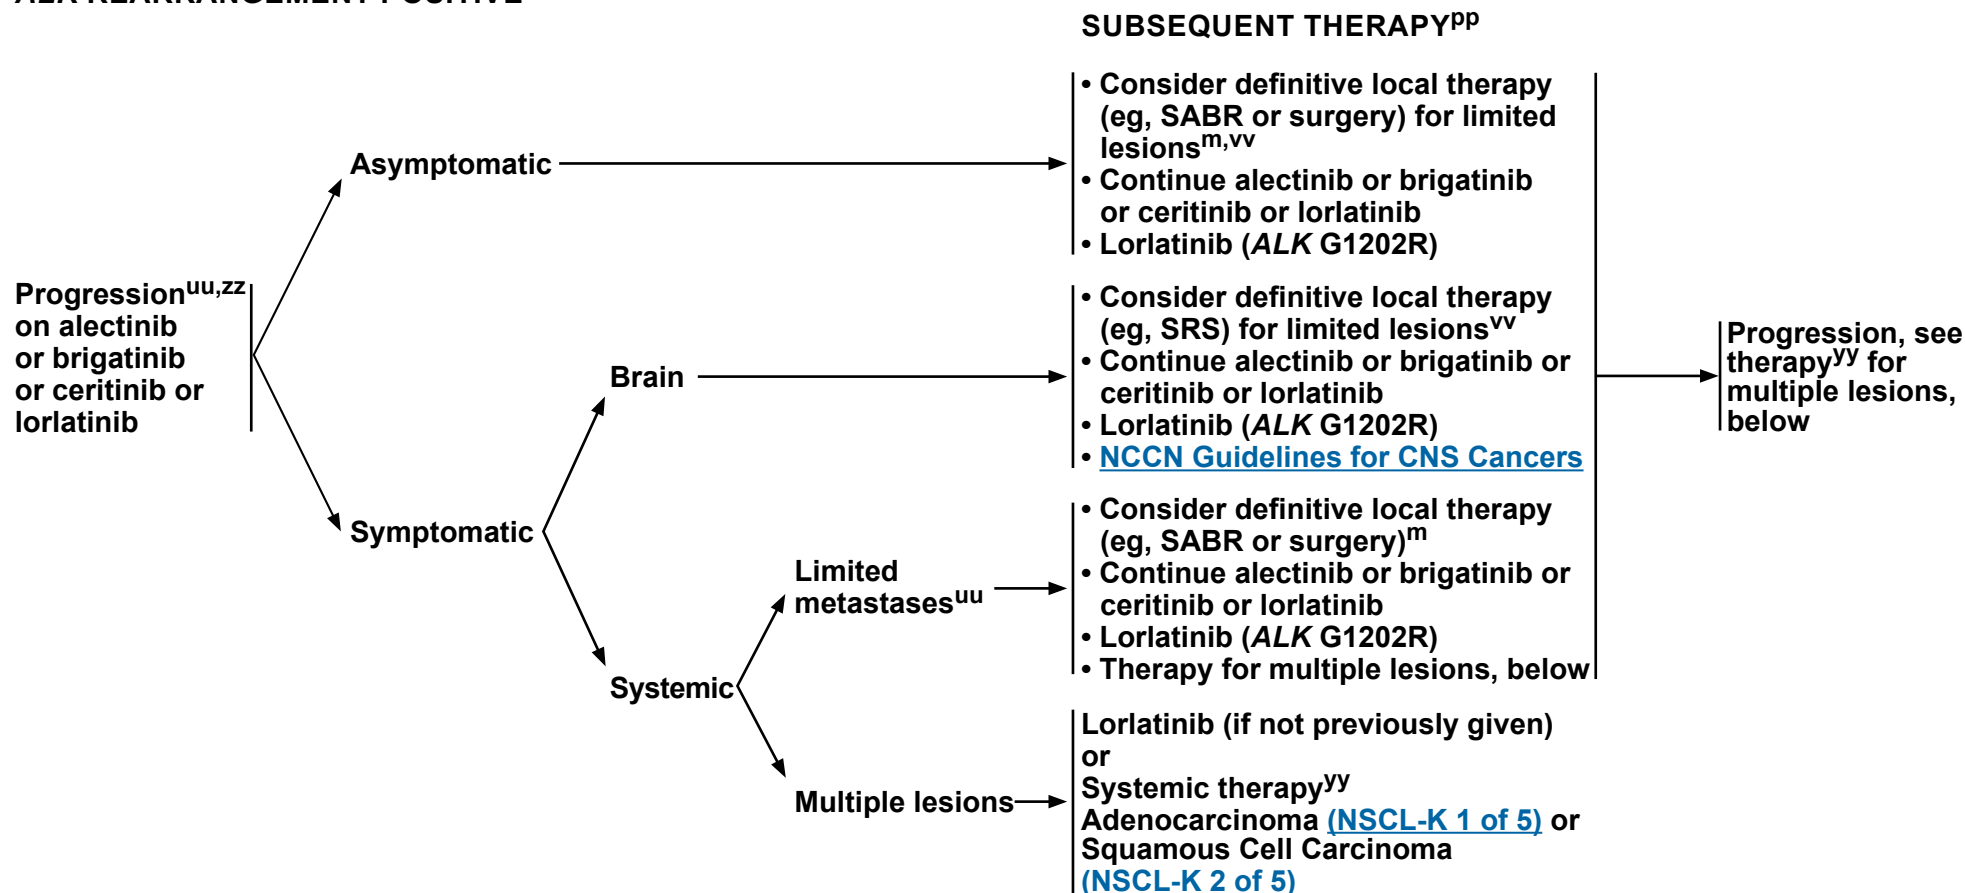 ALK REARRANGEMENT POSITIVE
SUBSEQUENT THERAPYpp
• Consider definitive local therapy
(eg, SABR or surgery) for limited
lesionsm,vv
• Continue alectinib or brigatinib
or ceritinib or lorlatinib
• Lorlatinib (ALK G1202R)
Asymptomatic
Progressionuu,zz
on alectinib
or brigatinib
or ceritinib or
lorlatinib
• Consider definitive local therapy
(eg, SRS) for limited lesionsvv
• Continue alectinib or brigatinib or
ceritinib or lorlatinib
• Lorlatinib (ALK G1202R)
• NCCN Guidelines for CNS Cancers
Brain
Progression, see
therapyyy for
multiple lesions,
below
Symptomatic
Limited
metastasesuu
• Consider definitive local therapy
(eg, SABR or surgery)m
• Continue alectinib or brigatinib or
ceritinib or lorlatinib
• Lorlatinib (ALK G1202R)
• Therapy for multiple lesions, below
Systemic
Multiple lesions
Lorlatinib (if not previously given)
or
Systemic therapyyy
Adenocarcinoma (NSCL-K 1 of 5) or
Squamous Cell Carcinoma
(NSCL-K 2 of 5)